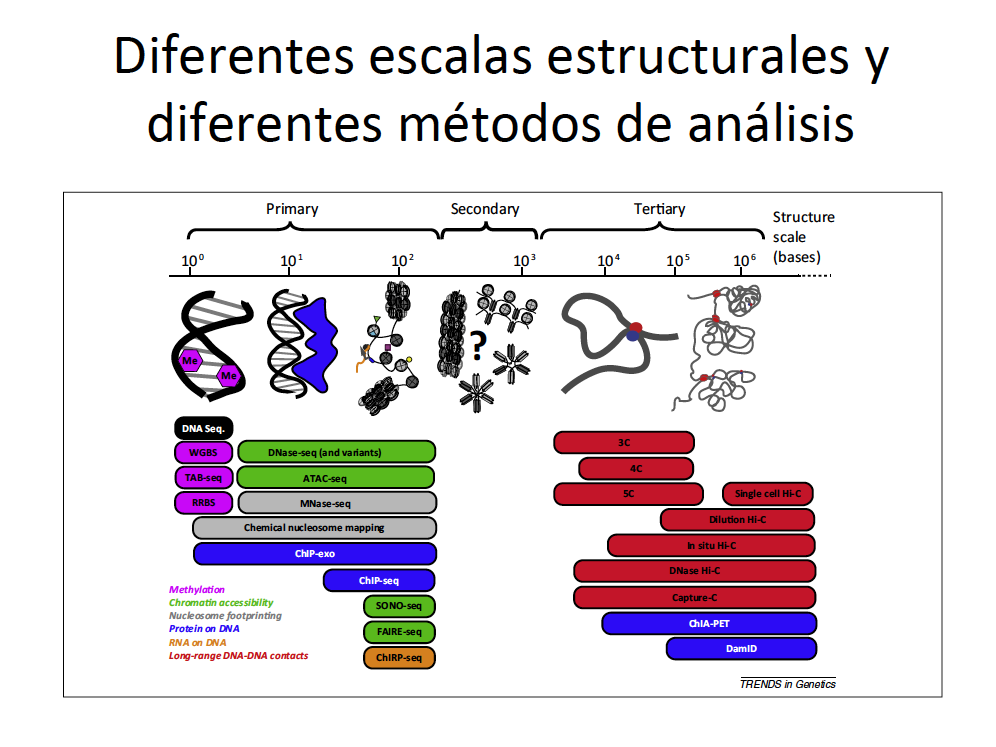 Diferentes escalas estructurales y
diferentes métodos de análisis
Primary
Secondary
Tertiary
Structure
scale
(bases)
10⁰
10¹
10²
10³
10⁴
10⁵
10⁶
Me
Me
?
DNA Seq.
WGBS
TAB-seq
RRBS
DNase-seq (and variants)
ATAC-seq
MNase-seq
Chemical nucleosome mapping
ChIP-exo
ChIP-seq
SONO-seq
FAIRE-seq
ChIRP-seq
3C
4C
5C
Single cell Hi-C
Dilution Hi-C
In situ Hi-C
DNase Hi-C
Capture-C
ChIA-PET
DamID
Methylation
Chromatin accessibility
Nucleosome footprinting
Protein on DNA
RNA on DNA
Long-range DNA-DNA contacts
TRENDS in Genetics